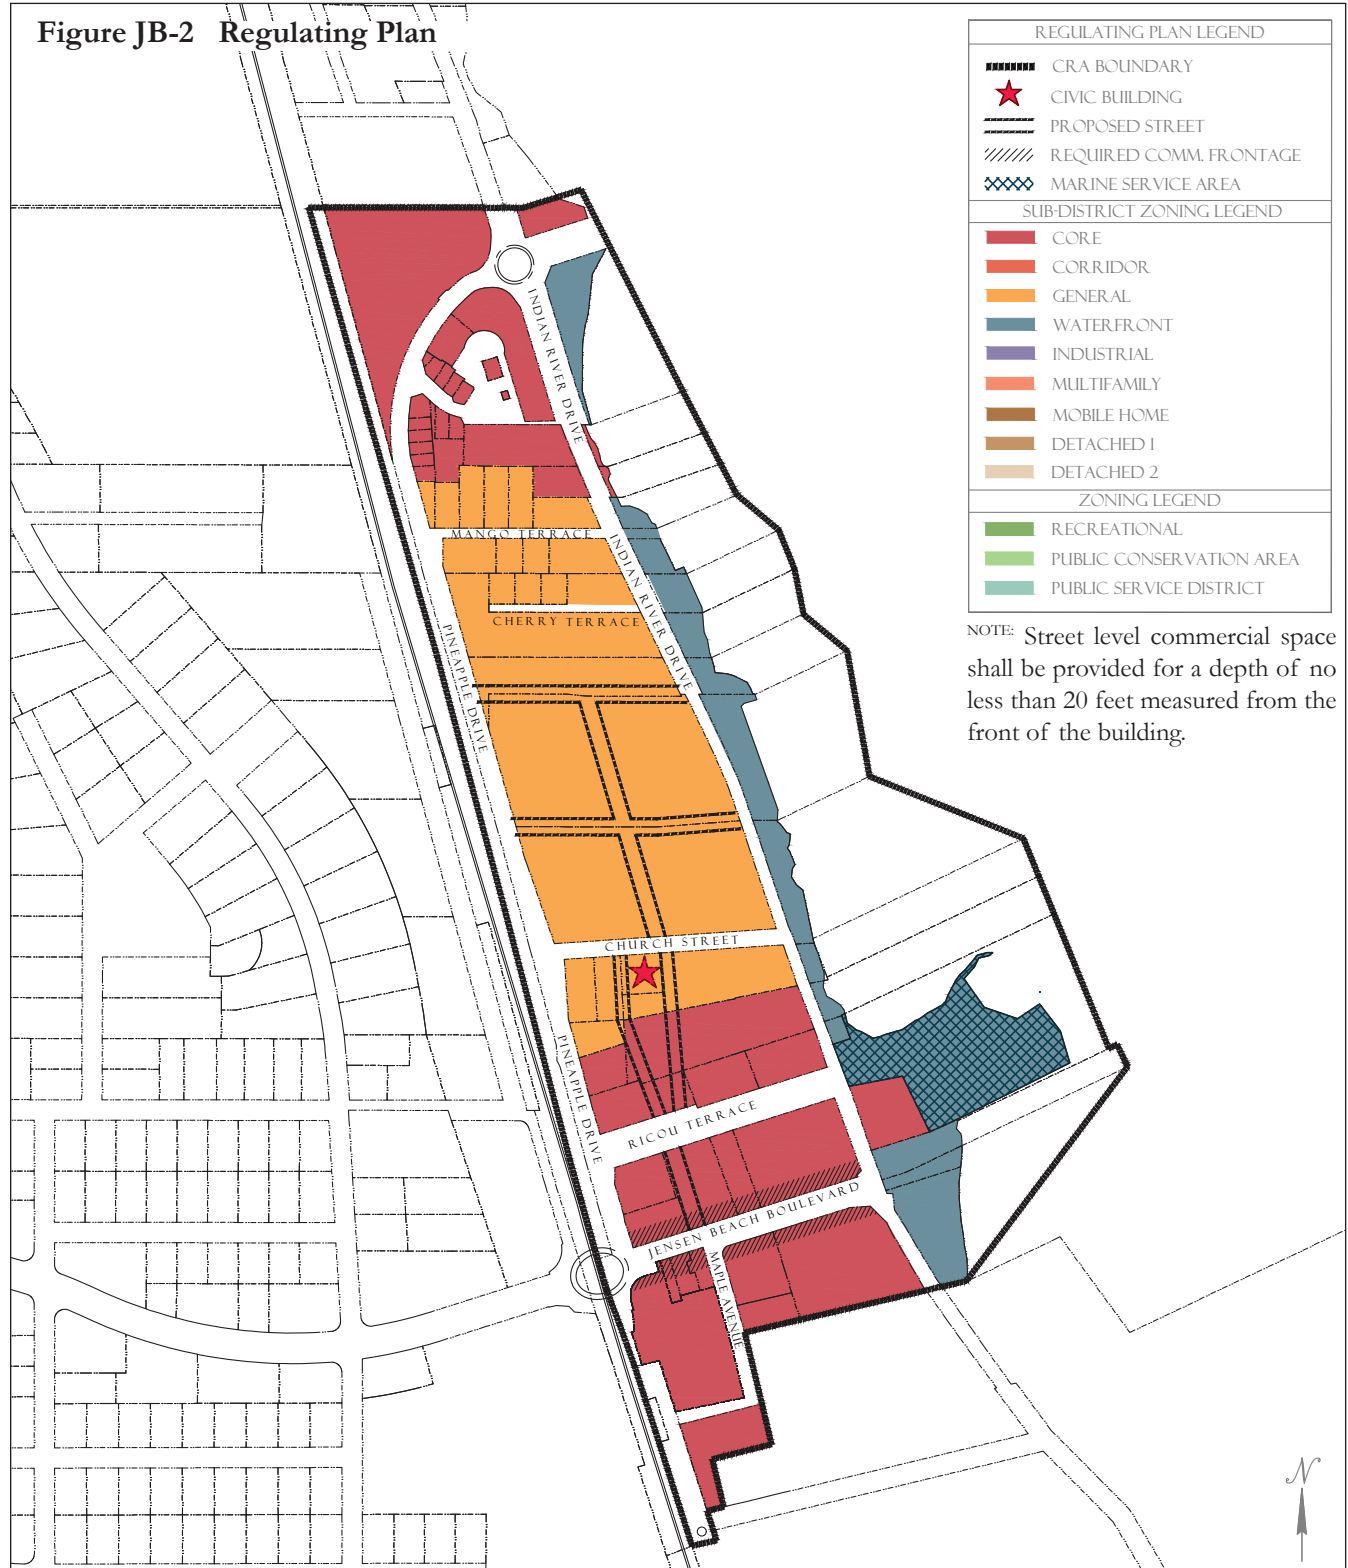 Figure JB-2 Regulating Plan
REGULATING PLAN LEGEND
CRA BOUNDARY
CIVIC BUILDING
PROPOSED STREET
REQUIRED COMM. FRONTAGE
MARINE SERVICE AREA
SUB-DISTRICT ZONING LEGEND
CORE
CORRIDOR
GENERAL
WATERFRONT
INDUSTRIAL
MULTIFAMILY
MOBILE HOME
DETACHED 1
DETACHED 2
ZONING LEGEND
RECREATIONAL
PUBLIC CONSERVATION AREA
PUBLIC SERVICE DISTRICT
NOTE: Street level commercial space
shall be provided for a depth of no
less than 20 feet measured from the
front of the building.
INDIAN RIVER DRIVE
MANGO TERRACE
INDIAN RIVER DRIVE
CHERRY TERRACE
PINEAPPLE DRIVE
CHURCH STREET
PINEAPPLE DRIVE
RICOU TERRACE
JENSEN BEACH BOULEVARD
MAPLE AVENUE
N